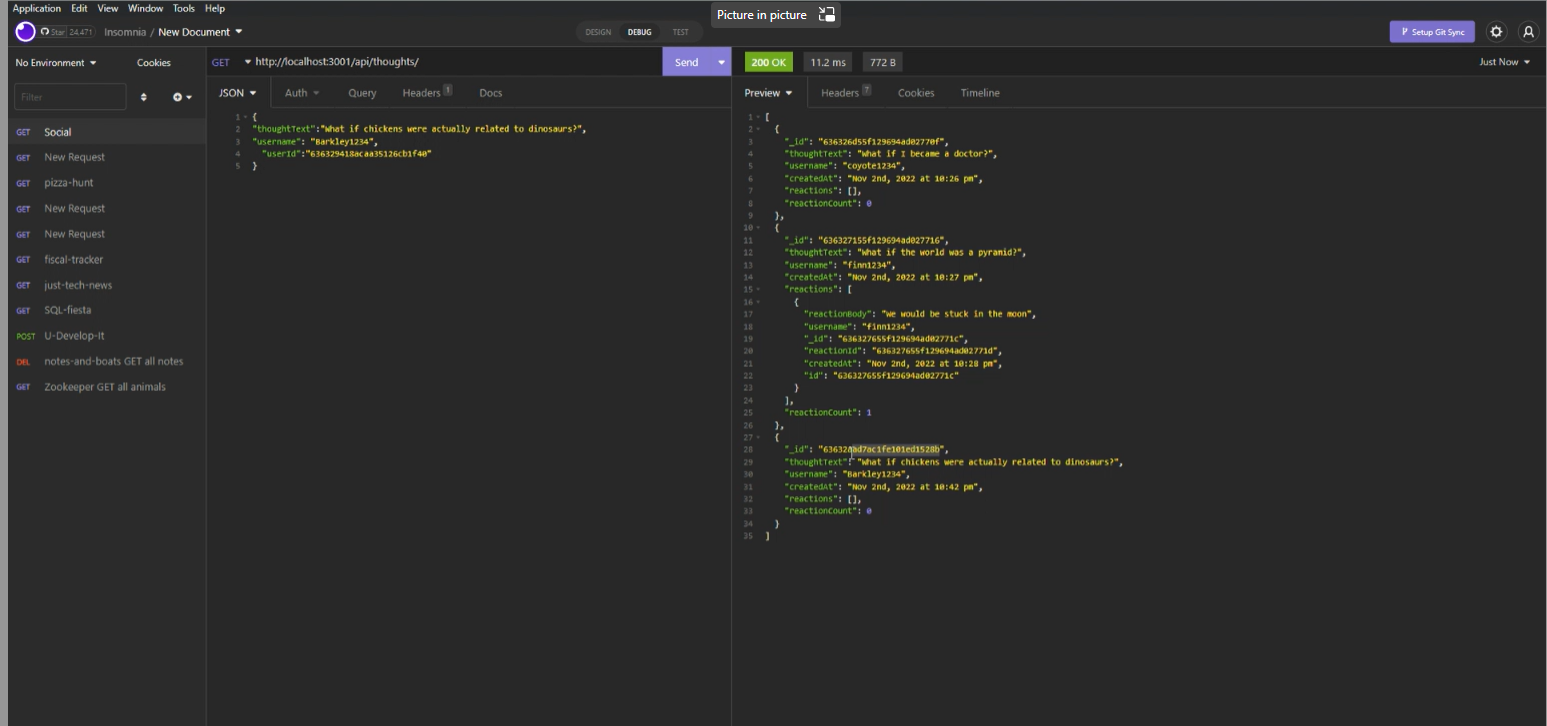 Application Edit View Window Tools Help
Picture in picture
Star 24,471 Insomnia / New Document
DESIGN DEBUG TEST
Setup Git Sync
No Environment Cookies
GET http://localhost:3001/api/thoughts/ Send
200 OK 11.2 ms 772 B Just Now
Filter
JSON Auth Query Headers 1 Docs
Preview Headers 7 Cookies Timeline
GET Social
GET New Request
GET pizza-hunt
GET New Request
GET New Request
GET fiscal-tracker
GET just-tech-news
GET SQL-fiesta
POST U-Develop-It
DEL notes-and-boats GET all notes
GET Zookeeper GET all animals
1 {
2 "thoughtText":"What if chickens were actually related to dinosaurs?",
3 "username": "Barkley1234",
4 "userId":"636329418acaa35126cb1f40"
5 }
1 [
2 {
3 "_id": "636326d55f129694ad02770f",
4 "thoughtText": "What if I became a doctor?",
5 "username": "coyote1234",
6 "createdAt": "Nov 2nd, 2022 at 10:26 pm",
7 "reactions": [],
8 "reactionCount": 0
9 },
10 {
11 "_id": "636327155f129694ad027716",
12 "thoughtText": "What if the world was a pyramid?",
13 "username": "finn1234",
14 "createdAt": "Nov 2nd, 2022 at 10:27 pm",
15 "reactions": [
16 {
17 "reactionBody": "We would be stuck in the moon",
18 "username": "finn1234",
19 "_id": "636327655f129694ad02771c",
20 "reactionId": "636327655f129694ad02771d",
21 "createdAt": "Nov 2nd, 2022 at 10:28 pm",
22 "id": "636327655f129694ad02771c"
23 }
24 ],
25 "reactionCount": 1
26 },
27 {
28 "_id":
29 "thoughtText": "What if chickens were actually related to dinosaurs?",
30 "username": "Barkley1234",
31 "createdAt": "Nov 2nd, 2022 at 10:42 pm",
32 "reactions": [],
33 "reactionCount": 0
34 }
35 ]